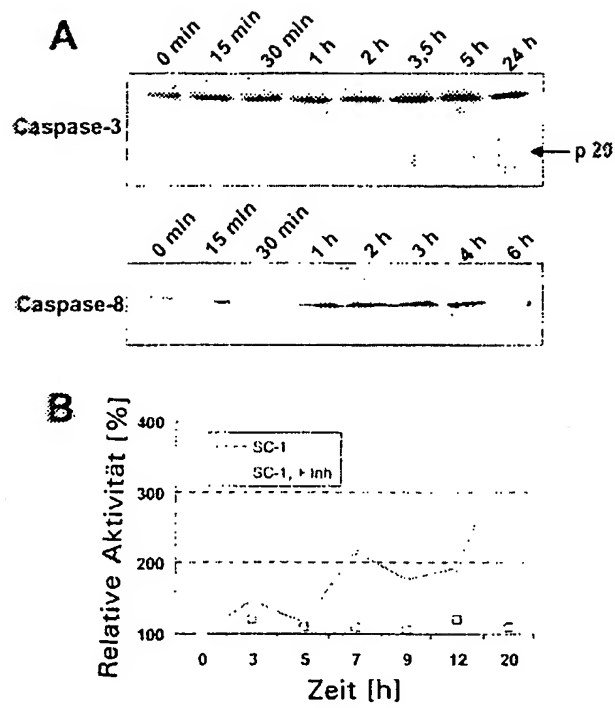 A
0 min 15 min 30 min 1 h 2 h 3,5 h 5 h 24 h
Caspase-3
p 20
0 min 15 min 30 min 1 h 2 h 3 h 4 h 6 h
Caspase-8
B
Relative Aktivität [%]
400
300
200
100
SC-1
SC-1, + Inh
0 3 5 7 9 12 20
Zeit [h]